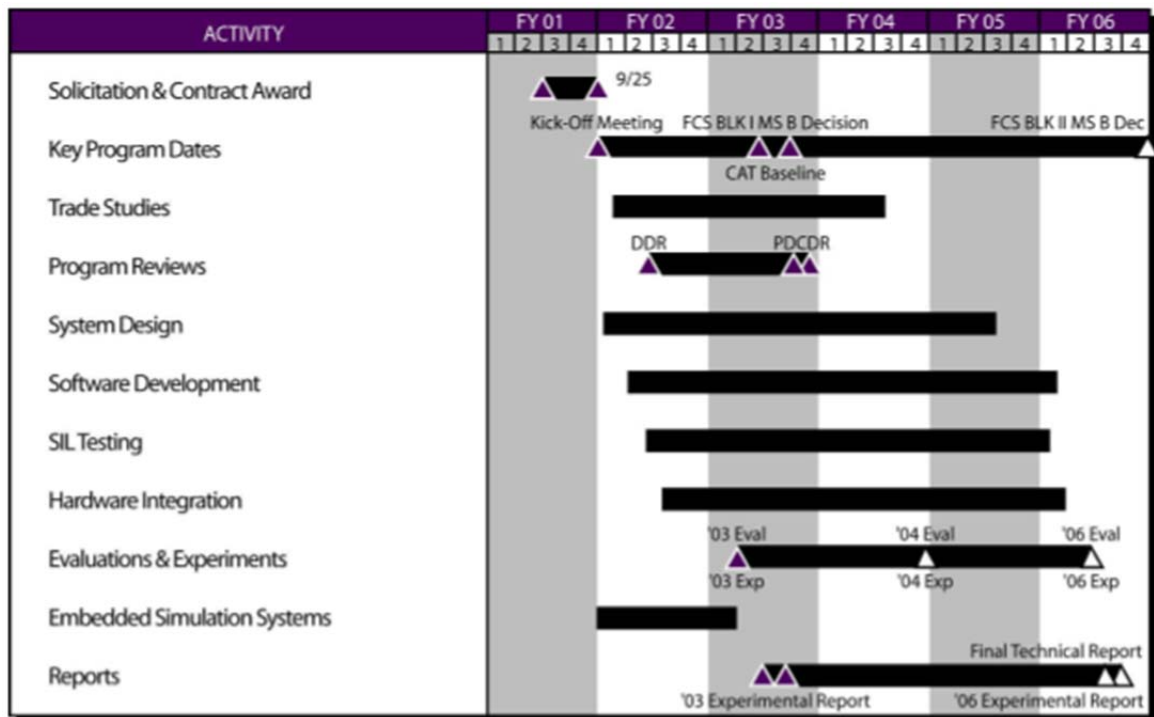 ACTIVITY
FY 01 FY 02 FY 03 FY 04 FY 05 FY 06
1 2 3 4 1 2 3 4 1 2 3 4 1 2 3 4 1 2 3 4 1 2 3 4
Solicitation & Contract Award 9/25
Kick-Off Meeting FCS BLK I MS B Decision FCS BLK II MS B Dec
Key Program Dates
CAT Baseline
Trade Studies
DDR PDCDR
Program Reviews
System Design
Software Development
SIL Testing
Hardware Integration
'03 Eval '04 Eval '06 Eval
Evaluations & Experiments
'03 Exp '04 Exp '06 Exp
Embedded Simulation Systems
Final Technical Report
Reports
'03 Experimental Report '06 Experimental Report